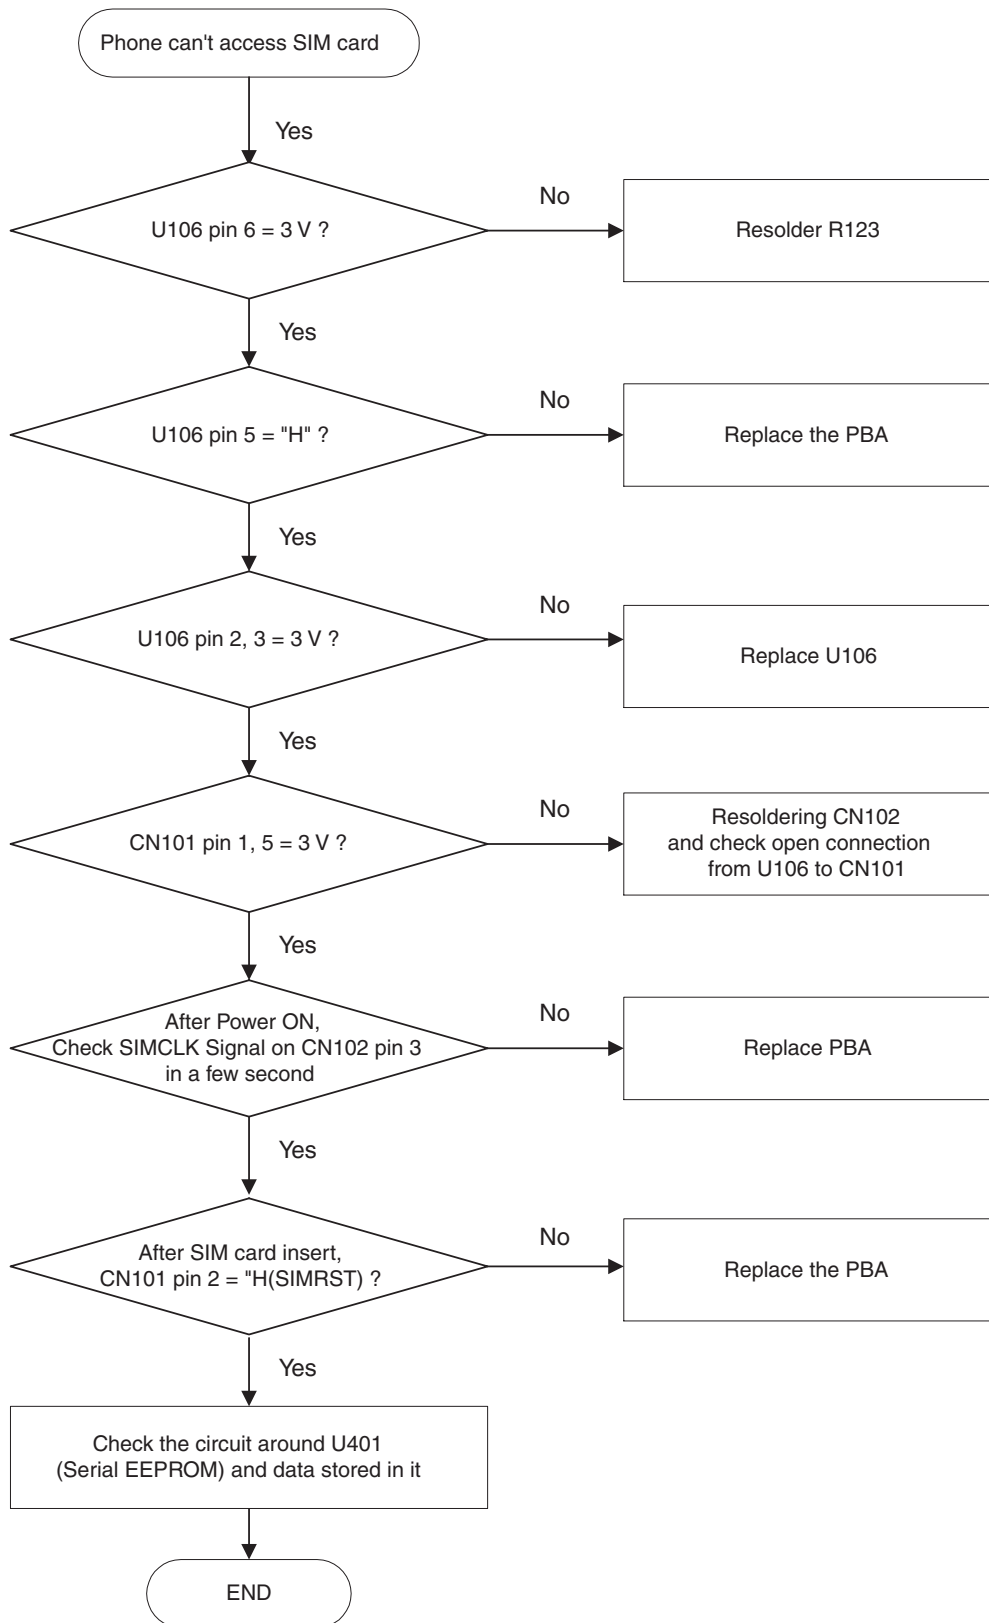 Phone can't access SIM card
Yes
U106 pin 6 = 3 V ?
No
Resolder R123
Yes
U106 pin 5 = "H" ?
No
Replace the PBA
Yes
U106 pin 2, 3 = 3 V ?
No
Replace U106
Yes
CN101 pin 1, 5 = 3 V ?
No
Resoldering CN102
and check open connection
from U106 to CN101
Yes
After Power ON,
Check SIMCLK Signal on CN102 pin 3
in a few second
No
Replace PBA
Yes
After SIM card insert,
CN101 pin 2 = "H(SIMRST) ?
No
Replace the PBA
Yes
Check the circuit around U401
(Serial EEPROM) and data stored in it
END